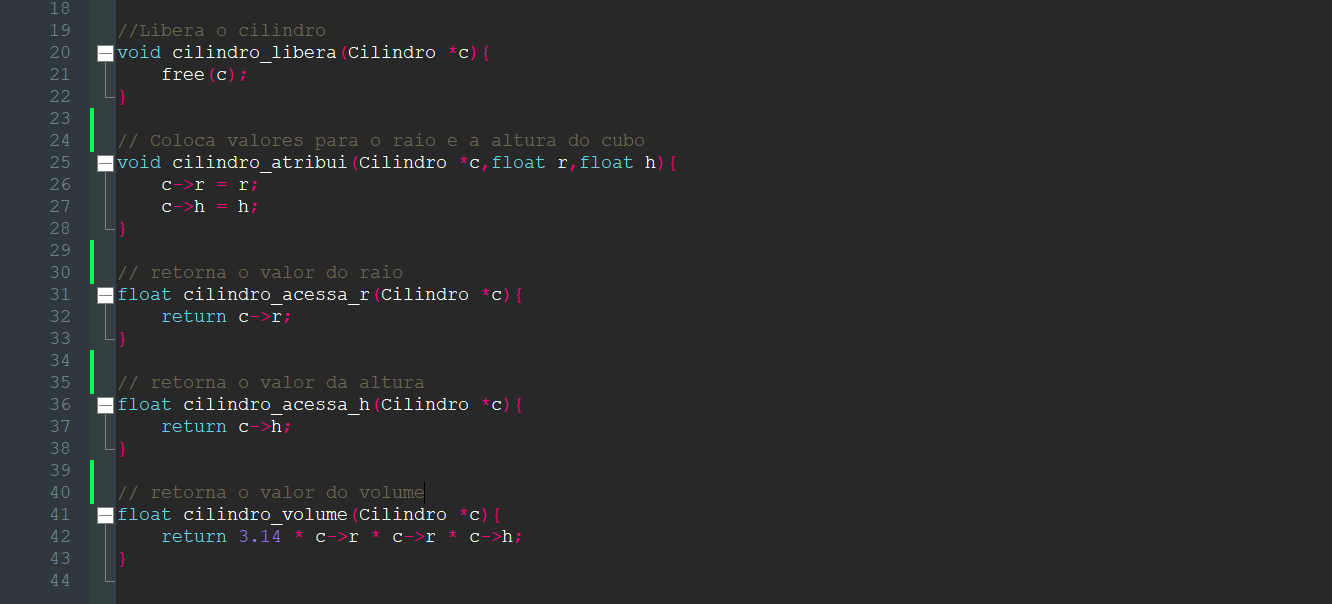 18
19 //Libera o cilindro
20 void cilindro_libera(Cilindro *c){
21     free(c);
22 }
23
24 // Coloca valores para o raio e a altura do cubo
25 void cilindro_atribui(Cilindro *c,float r,float h){
26     c->r = r;
27     c->h = h;
28 }
29
30 // retorna o valor do raio
31 float cilindro_acessa_r(Cilindro *c){
32     return c->r;
33 }
34
35 // retorna o valor da altura
36 float cilindro_acessa_h(Cilindro *c){
37     return c->h;
38 }
39
40 // retorna o valor do volume
41 float cilindro_volume(Cilindro *c){
42     return 3.14 * c->r * c->r * c->h;
43 }
44